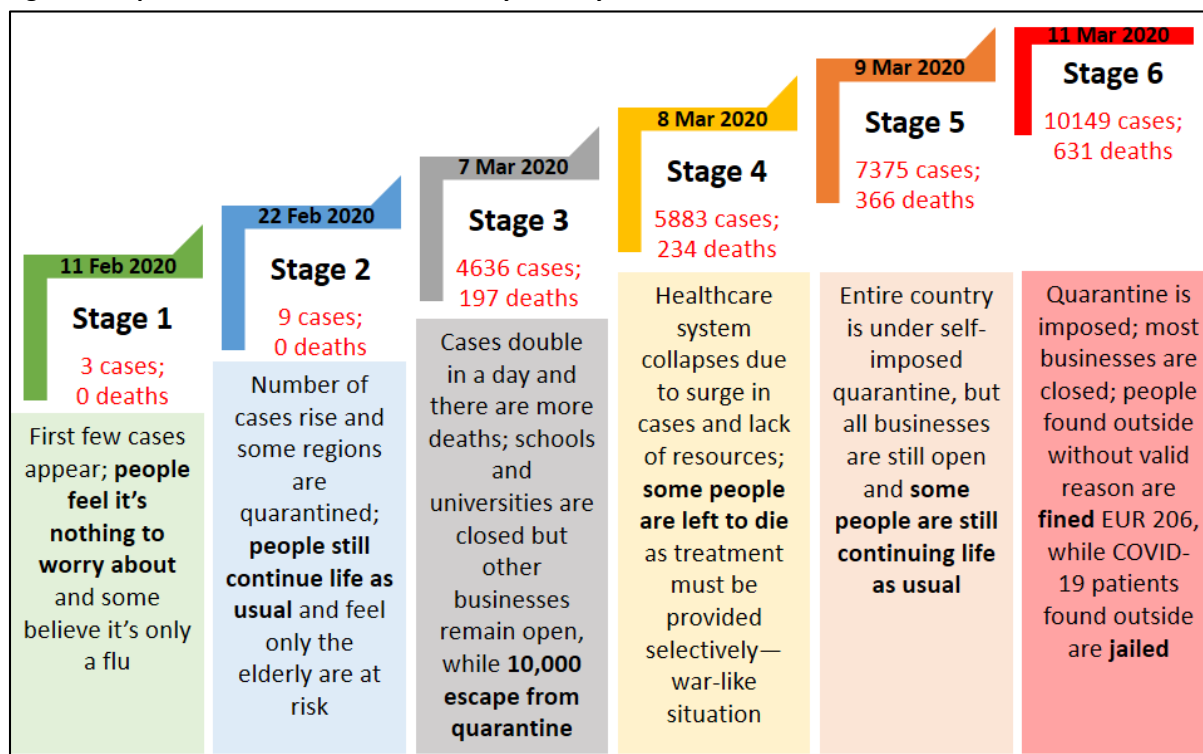 11 Feb 2020
Stage 1
3 cases;
0 deaths
First few cases
appear; people
feel it's
nothing to
worry about
and some
believe it's only
a flu
22 Feb 2020
Stage 2
9 cases;
0 deaths
Number of
cases rise and
some regions
are
quarantined;
people still
continue life as
usual and feel
only the
elderly are at
risk
7 Mar 2020
Stage 3
4636 cases;
197 deaths
Cases double
in a day and
there are more
deaths; schools
and
universities are
closed but
other
businesses
remain open,
while 10,000
escape from
quarantine
8 Mar 2020
Stage 4
5883 cases;
234 deaths
Healthcare
system
collapses due
to surge in
cases and lack
of resources;
some people
are left to die
as treatment
must be
provided
selectively—
war-like
situation
9 Mar 2020
Stage 5
7375 cases;
366 deaths
Entire country
is under self-
imposed
quarantine, but
all businesses
are still open
and some
people are still
continuing life
as usual
11 Mar 2020
Stage 6
10149 cases;
631 deaths
Quarantine is
imposed; most
businesses are
closed; people
found outside
without valid
reason are
fined EUR 206,
while COVID-
19 patients
found outside
are jailed